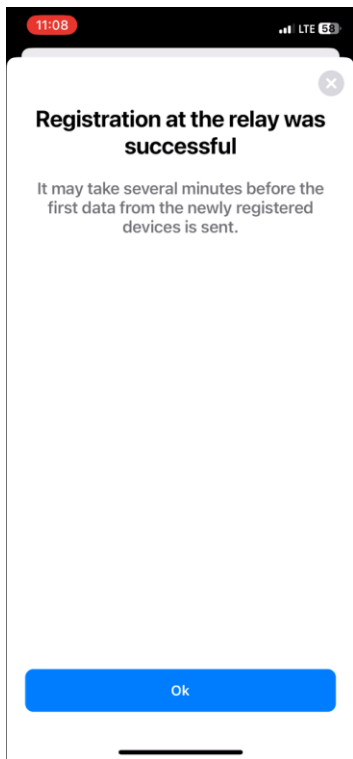 11:08
LTE 58
Registration at the relay was
successful
It may take several minutes before the
first data from the newly registered
devices is sent.
Ok